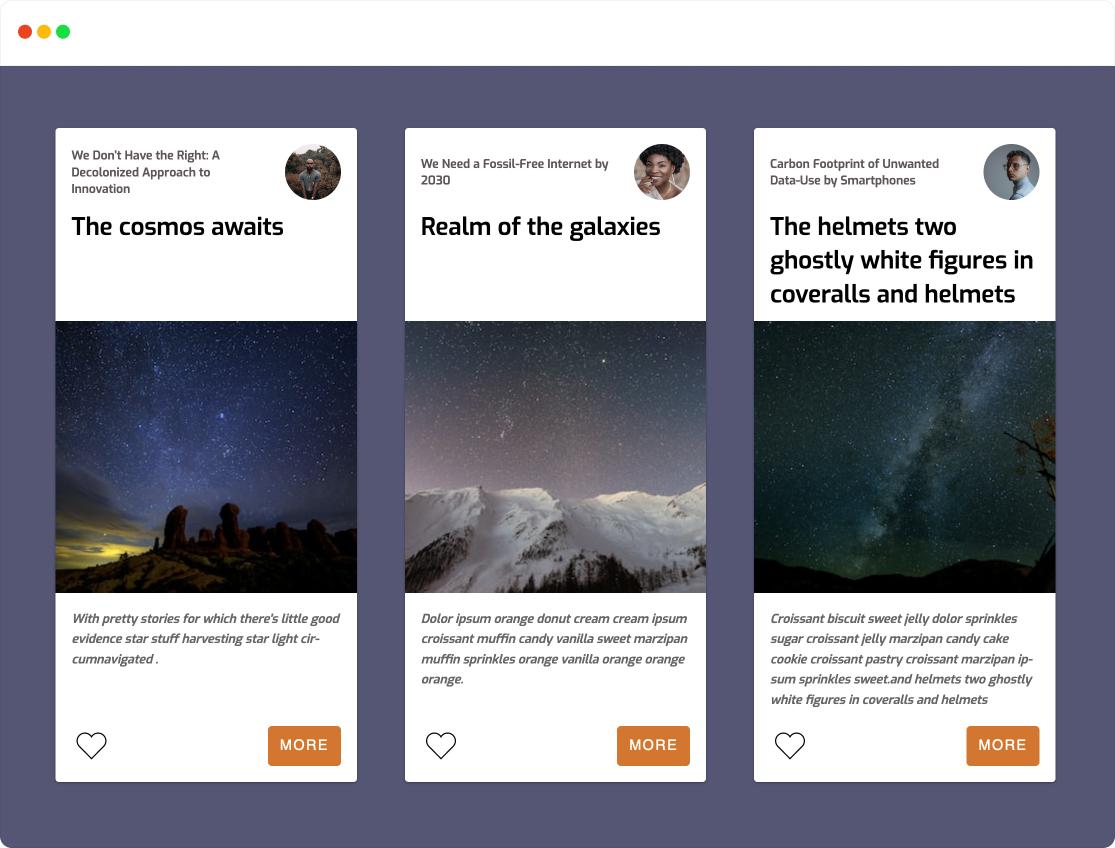 We Don't Have the Right: A
Decolonized Approach to
Innovation
The cosmos awaits
With pretty stories for which there's little good
evidence star stuff harvesting star light cir-
cumnavigated .
MORE
We Need a Fossil-Free Internet by
2030
Realm of the galaxies
Dolor ipsum orange donut cream cream ipsum
croissant muffin candy vanilla sweet marzipan
muffin sprinkles orange vanilla orange orange
orange.
MORE
Carbon Footprint of Unwanted
Data-Use by Smartphones
The helmets two
ghostly white figures in
coveralls and helmets
Croissant biscuit sweet jelly dolor sprinkles
sugar croissant jelly marzipan candy cake
cookie croissant pastry croissant marzipan ip-
sum sprinkles sweet.and helmets two ghostly
white figures in coveralls and helmets
MORE